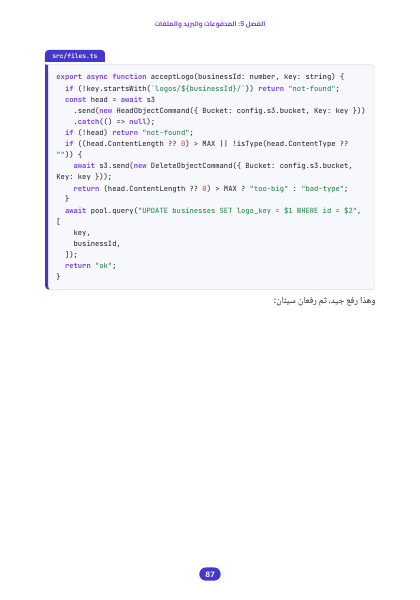 الفصل 5: المدفوعات والبريد والملفات
src/files.ts
export async function acceptLogo(businessId: number, key: string) {
  if (!key.startsWith(`logos/${businessId}/`)) return "not-found";
  const head = await s3
    .send(new HeadObjectCommand({ Bucket: config.s3.bucket, Key: key }))
    .catch(() => null);
  if (!head) return "not-found";
  if ((head.ContentLength ?? 0) > MAX || !isType(head.ContentType ??
"")) {
    await s3.send(new DeleteObjectCommand({ Bucket: config.s3.bucket,
Key: key }));
    return (head.ContentLength ?? 0) > MAX ? "too-big" : "bad-type";
  }
  await pool.query("UPDATE businesses SET logo_key = $1 WHERE id = $2",
[
    key,
    businessId,
  ]);
  return "ok";
}
وهذا رفع جيد، ثم رفعان سيئان:
87